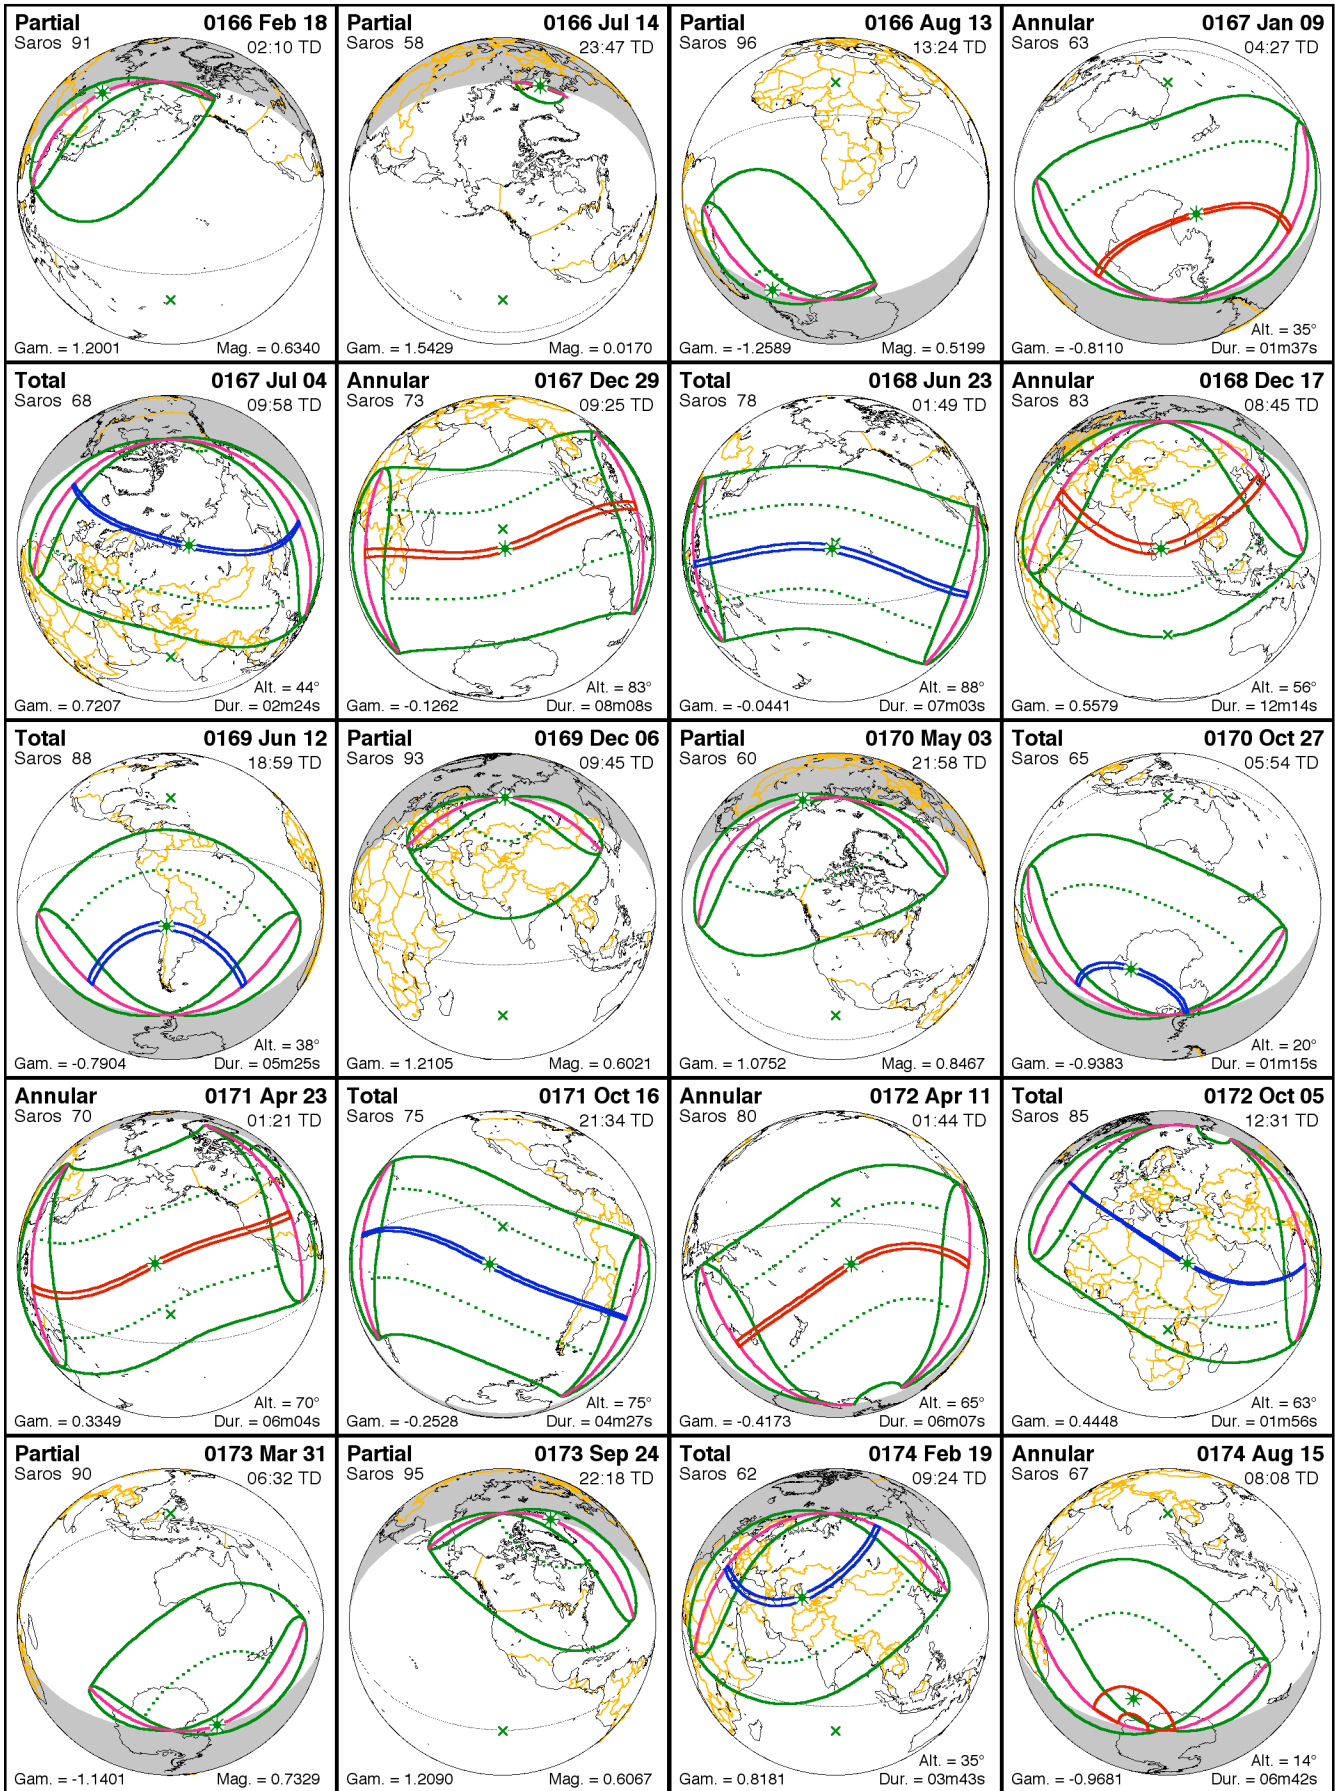 Partial 0166 Feb 18
Saros 91 02:10 TD
Gam. = 1.2001 Mag. = 0.6340
Partial 0166 Jul 14
Saros 58 23:47 TD
Gam. = 1.5429 Mag. = 0.0170
Partial 0166 Aug 13
Saros 96 13:24 TD
Gam. = -1.2589 Mag. = 0.5199
Annular 0167 Jan 09
Saros 63 04:27 TD
Alt. = 35°
Gam. = -0.8110 Dur. = 01m37s
Total 0167 Jul 04
Saros 68 09:58 TD
Alt. = 44°
Gam. = 0.7207 Dur. = 02m24s
Annular 0167 Dec 29
Saros 73 09:25 TD
Alt. = 83°
Gam. = -0.1262 Dur. = 08m08s
Total 0168 Jun 23
Saros 78 01:49 TD
Alt. = 88°
Gam. = -0.0441 Dur. = 07m03s
Annular 0168 Dec 17
Saros 83 08:45 TD
Alt. = 56°
Gam. = 0.5579 Dur. = 12m14s
Total 0169 Jun 12
Saros 88 18:59 TD
Alt. = 38°
Gam. = -0.7904 Dur. = 05m25s
Partial 0169 Dec 06
Saros 93 09:45 TD
Gam. = 1.2105 Mag. = 0.6021
Partial 0170 May 03
Saros 60 21:58 TD
Gam. = 1.0752 Mag. = 0.8467
Total 0170 Oct 27
Saros 65 05:54 TD
Alt. = 20°
Gam. = -0.9383 Dur. = 01m15s
Annular 0171 Apr 23
Saros 70 01:21 TD
Alt. = 70°
Gam. = 0.3349 Dur. = 06m04s
Total 0171 Oct 16
Saros 75 21:34 TD
Alt. = 75°
Gam. = -0.2528 Dur. = 04m27s
Annular 0172 Apr 11
Saros 80 01:44 TD
Alt. = 65°
Gam. = -0.4173 Dur. = 06m07s
Total 0172 Oct 05
Saros 85 12:31 TD
Alt. = 63°
Gam. = 0.4448 Dur. = 01m56s
Partial 0173 Mar 31
Saros 90 06:32 TD
Gam. = -1.1401 Mag. = 0.7329
Partial 0173 Sep 24
Saros 95 22:18 TD
Gam. = 1.2090 Mag. = 0.6067
Total 0174 Feb 19
Saros 62 09:24 TD
Alt. = 35°
Gam. = 0.8181 Dur. = 03m43s
Annular 0174 Aug 15
Saros 67 08:08 TD
Alt. = 14°
Gam. = -0.9681 Dur. = 06m42s